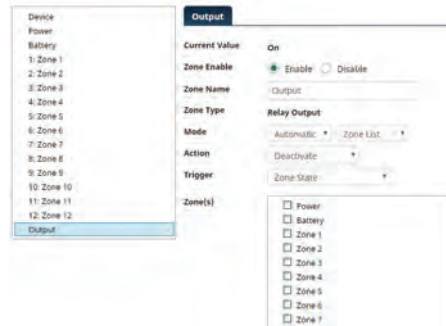 Device
Power
Battery
1: Zone 1
2: Zone 2
3: Zone 3
4: Zone 4
5: Zone 5
6: Zone 6
7: Zone 7
8: Zone 8
9: Zone 9
10: Zone 10
11: Zone 11
12: Zone 12
Output
Output
Current Value On
Zone Enable Enable Disable
Zone Name Output
Zone Type Relay Output
Mode Automatic Zone List
Action Deactivate
Trigger Zone State
Zone(s) Power
Battery
Zone 1
Zone 2
Zone 3
Zone 4
Zone 5
Zone 6
Zone 7